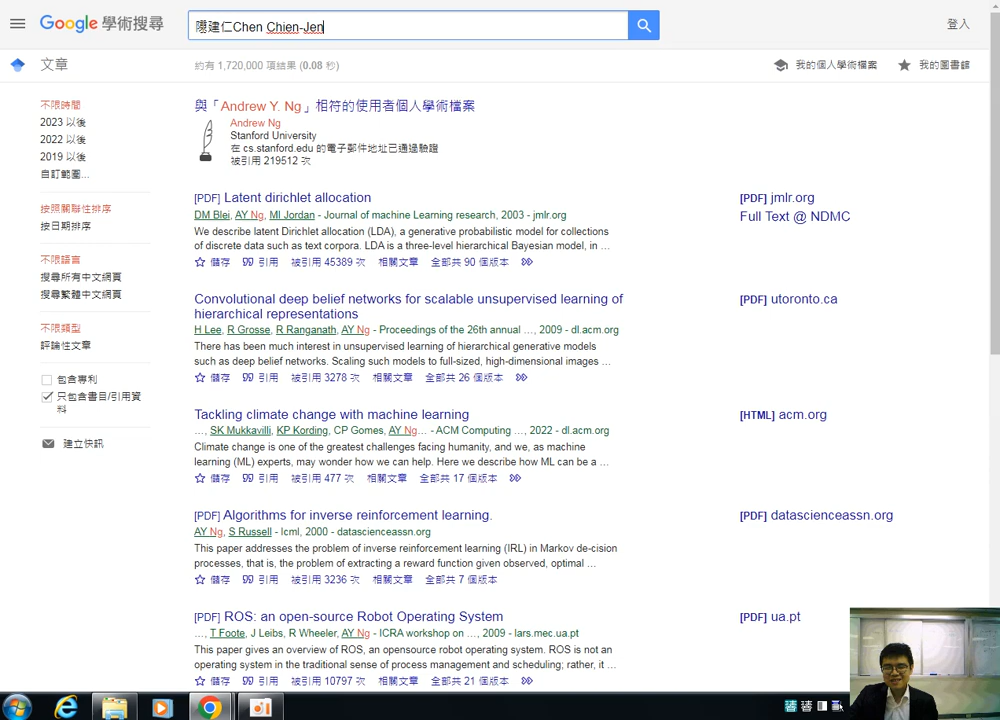 Google 學術搜尋
隱建仁Chen Chien-Jen
登入
文章
約有 1,720,000 項結果 (0.08 秒)
我的個人學術檔案
我的圖書館
不限時間
2023 以後
2022 以後
2019 以後
自訂範圍...
按照關聯性排序
按日期排序
不限語言
搜尋所有中文網頁
搜尋繁體中文網頁
不限類型
評論性文章
包含專利
只包含書目/引用資
料
建立快訊
與「Andrew Y. Ng」相符的使用者個人學術檔案
Andrew Ng
Stanford University
在 cs.stanford.edu 的電子郵件地址已通過驗證
被引用 219512 次
[PDF] Latent dirichlet allocation
DM Blei, AY Ng, MI Jordan - Journal of machine Learning research, 2003 - jmlr.org
We describe latent Dirichlet allocation (LDA), a generative probabilistic model for collections
of discrete data such as text corpora. LDA is a three-level hierarchical Bayesian model, in ...
儲存 引用 被引用 45389 次 相關文章 全部共 90 個版本
[PDF] jmlr.org
Full Text @ NDMC
Convolutional deep belief networks for scalable unsupervised learning of
hierarchical representations
H Lee, R Grosse, R Ranganath, AY Ng - Proceedings of the 26th annual ..., 2009 - dl.acm.org
There has been much interest in unsupervised learning of hierarchical generative models
such as deep belief networks. Scaling such models to full-sized, high-dimensional images ...
儲存 引用 被引用 3278 次 相關文章 全部共 26 個版本
[PDF] utoronto.ca
Tackling climate change with machine learning
..., SK Mukkavilli, KP Kording, CP Gomes, AY Ng... - ACM Computing ..., 2022 - dl.acm.org
Climate change is one of the greatest challenges facing humanity, and we, as machine
learning (ML) experts, may wonder how we can help. Here we describe how ML can be a ...
儲存 引用 被引用 477 次 相關文章 全部共 17 個版本
[HTML] acm.org
[PDF] Algorithms for inverse reinforcement learning.
AY Ng, S Russell - Icml, 2000 - datascienceassn.org
This paper addresses the problem of inverse reinforcement learning (IRL) in Markov de-cision
processes, that is, the problem of extracting a reward function given observed, optimal ...
儲存 引用 被引用 3236 次 相關文章 全部共 7 個版本
[PDF] datascienceassn.org
[PDF] ROS: an open-source Robot Operating System
..., T Foote, J Leibs, R Wheeler, AY Ng - ICRA workshop on ..., 2009 - lars.mec.ua.pt
This paper gives an overview of ROS, an opensource robot operating system. ROS is not an
operating system in the traditional sense of process management and scheduling; rather, it ...
儲存 引用 被引用 10797 次 相關文章 全部共 21 個版本
[PDF] ua.pt